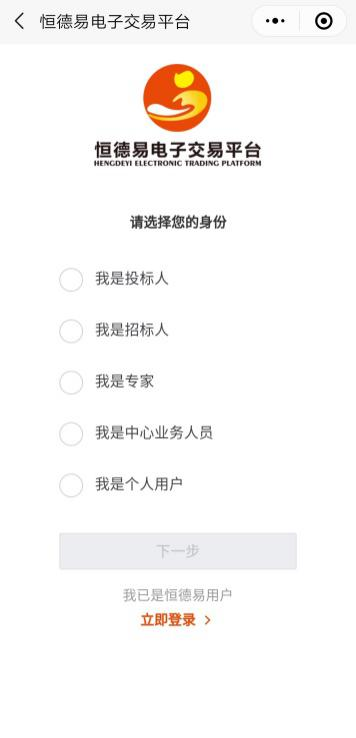 恒德易电子交易平台
恒德易电子交易平台
HENGDEYI ELECTRONIC TRADING PLATFORM
请选择您的身份
我是投标人
我是招标人
我是专家
我是中心业务人员
我是个人用户
下一步
我已是恒德易用户
立即登录